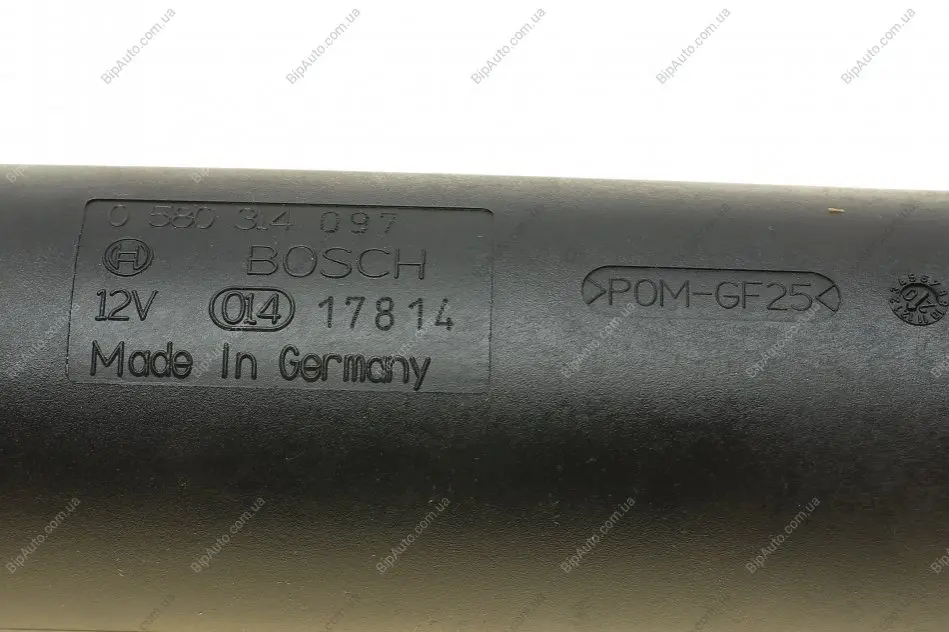 0 580 314 097
BOSCH
12V 014 17814
Made In Germany
>POM-GF25<
BipAuto.com.ua